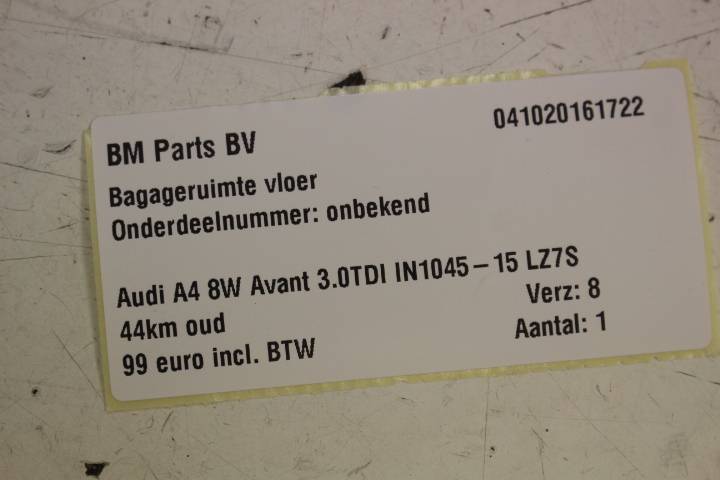 BM Parts BV 041020161722
Bagageruimte vloer
Onderdeelnummer: onbekend
Audi A4 8W Avant 3.0TDI IN1045-15 LZ7S
44km oud Verz: 8
99 euro incl. BTW Aantal: 1